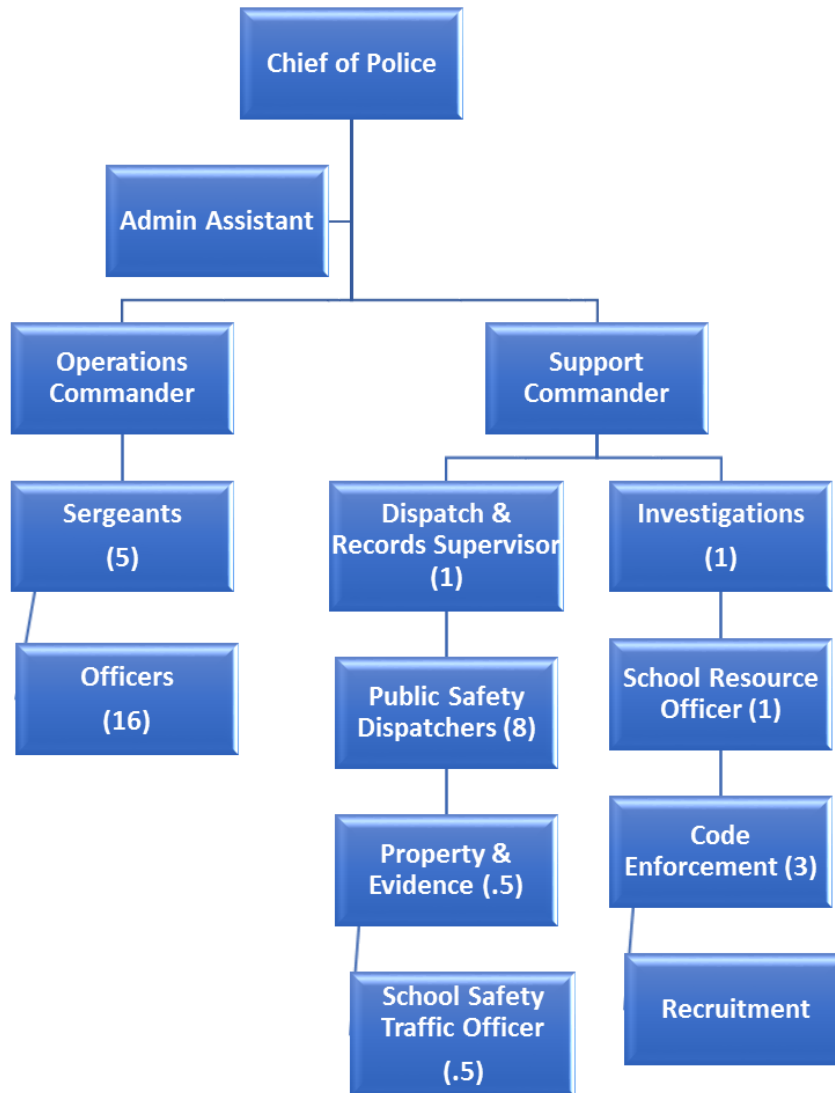 Chief of Police
Admin Assistant
Operations
Commander
Support
Commander
Sergeants
(5)
Dispatch &
Records Supervisor
(1)
Investigations
(1)
Officers
(16)
Public Safety
Dispatchers (8)
School Resource
Officer (1)
Property &
Evidence (.5)
Code
Enforcement (3)
School Safety
Traffic Officer
(.5)
Recruitment